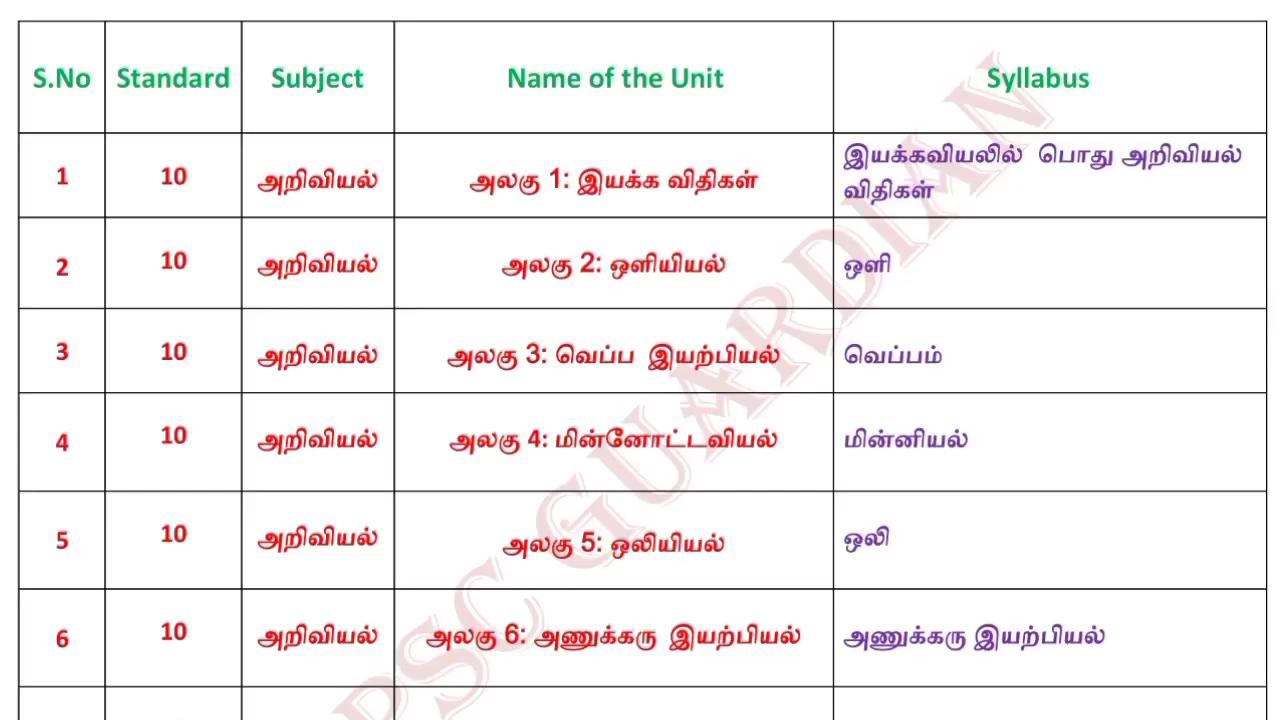 S.No Standard Subject Name of the Unit Syllabus
1 10 அறிவியல் அலகு 1: இயக்க விதிகள் இயக்கவியலில் பொது அறிவியல்
விதிகள்
2 10 அறிவியல் அலகு 2: ஒளியியல் ஒளி
3 10 அறிவியல் அலகு 3: வெப்ப இயற்பியல் வெப்பம்
4 10 அறிவியல் அலகு 4: மின்னோட்டவியல் மின்னியல்
5 10 அறிவியல் அலகு 5: ஒலியியல் ஒலி
6 10 அறிவியல் அலகு 6: அணுக்கரு இயற்பியல் அணுக்கரு இயற்பியல்
PSC GUARDIAN